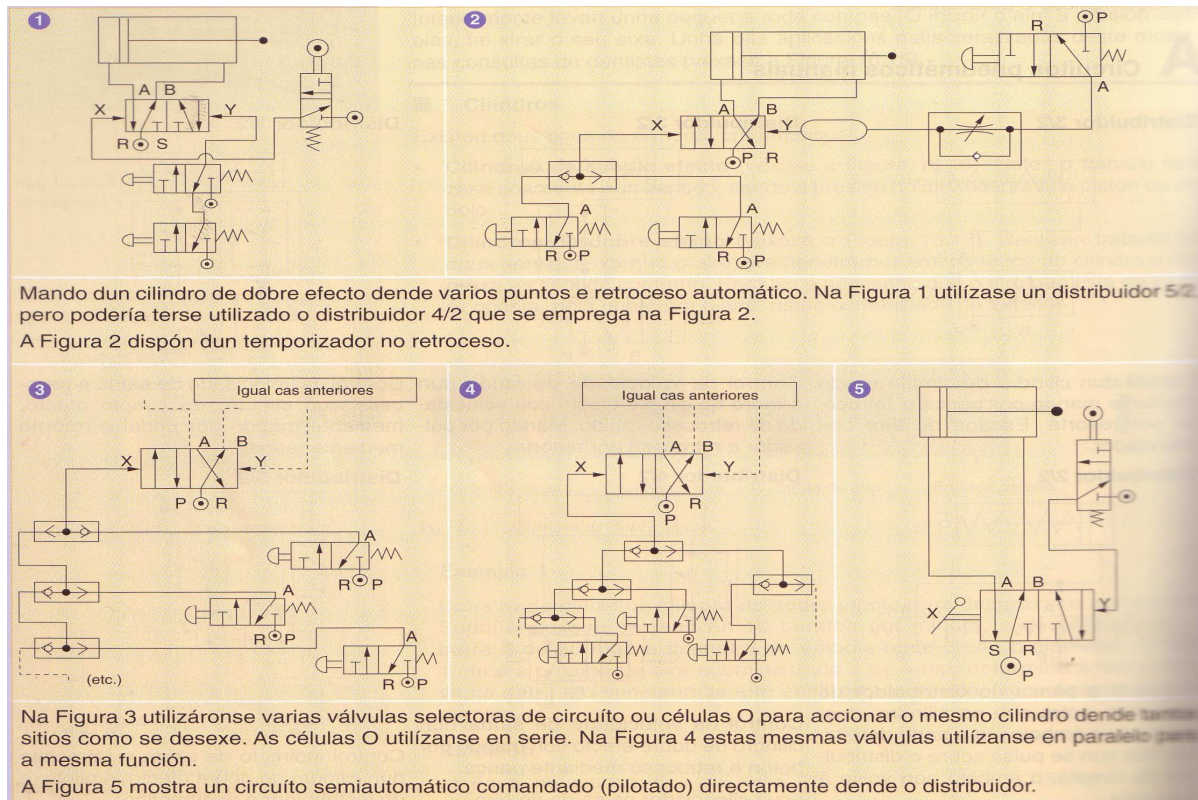 1
2
P
R
A
A B
X Y
R S
A B
X
P R
A
R P
A
R P
Mando dun cilindro de dobre efecto dende varios puntos e retroceso automático. Na Figura 1 utilízase un distribuidor 5/2,
pero podería terse utilizado o distribuidor 4/2 que se emprega na Figura 2.
A Figura 2 dispón dun temporizador no retroceso.
3
Igual cas anteriores
A B
X Y
P R
A
R P
A
R P
A
R P
(etc.)
4
Igual cas anteriores
A B
X Y
R
P
5
A B
X Y
S R
P
Na Figura 3 utilizáronse varias válvulas selectoras de circuíto ou células O para accionar o mesmo cilindro dende tantos
sitios como se desexe. As células O utilízanse en serie. Na Figura 4 estas mesmas válvulas utilízanse en paralelo para
a mesma función.
A Figura 5 mostra un circuíto semiautomático comandado (pilotado) directamente dende o distribuidor.